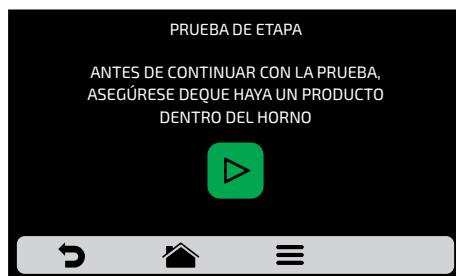 PRUEBA DE ETAPA
ANTES DE CONTINUAR CON LA PRUEBA,
ASEGÚRESE DEQUE HAYA UN PRODUCTO
DENTRO DEL HORNO